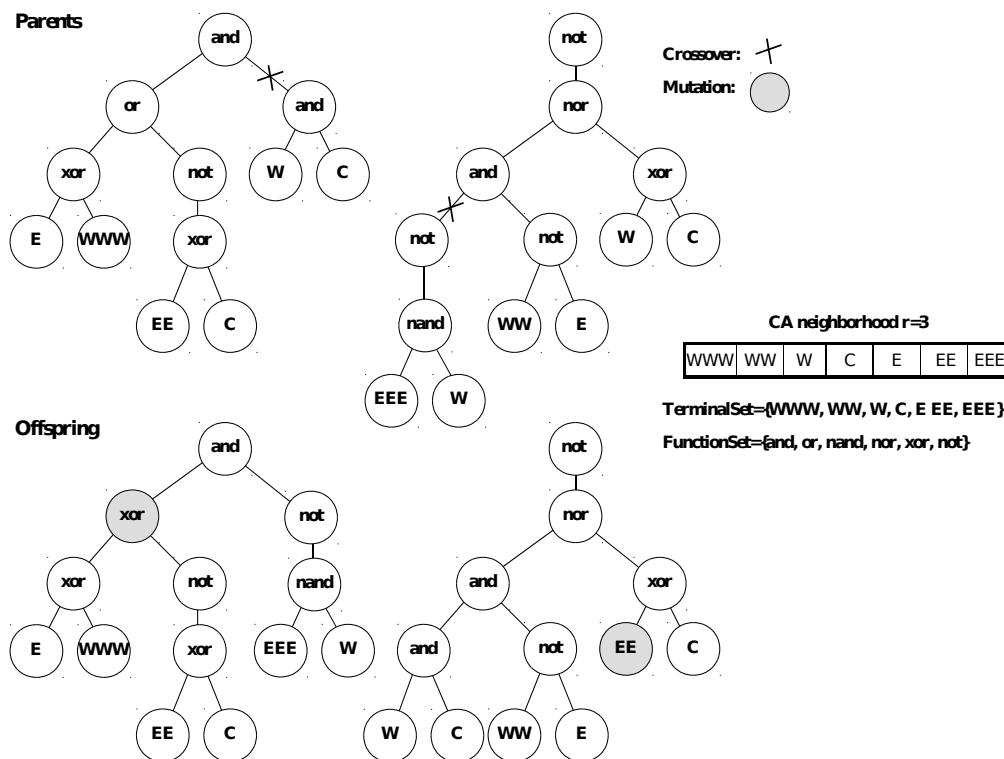 Parents
and
not
Crossover:
Mutation:
or
and
nor
xor
not
W
C
and
xor
E
WWW
xor
not
not
W
C
EE
C
nand
WW
E
EEE
W
CA neighborhood r=3
WWW WW W C E EE EEE
TerminalSet={WWW, WW, W, C, E EE, EEE}
FunctionSet={and, or, nand, nor, xor, not}
Offspring
and
not
xor
not
nor
xor
not
nand
and
xor
E
WWW
xor
EEE
W
and
not
EE
C
EE
C
W
C
WW
E